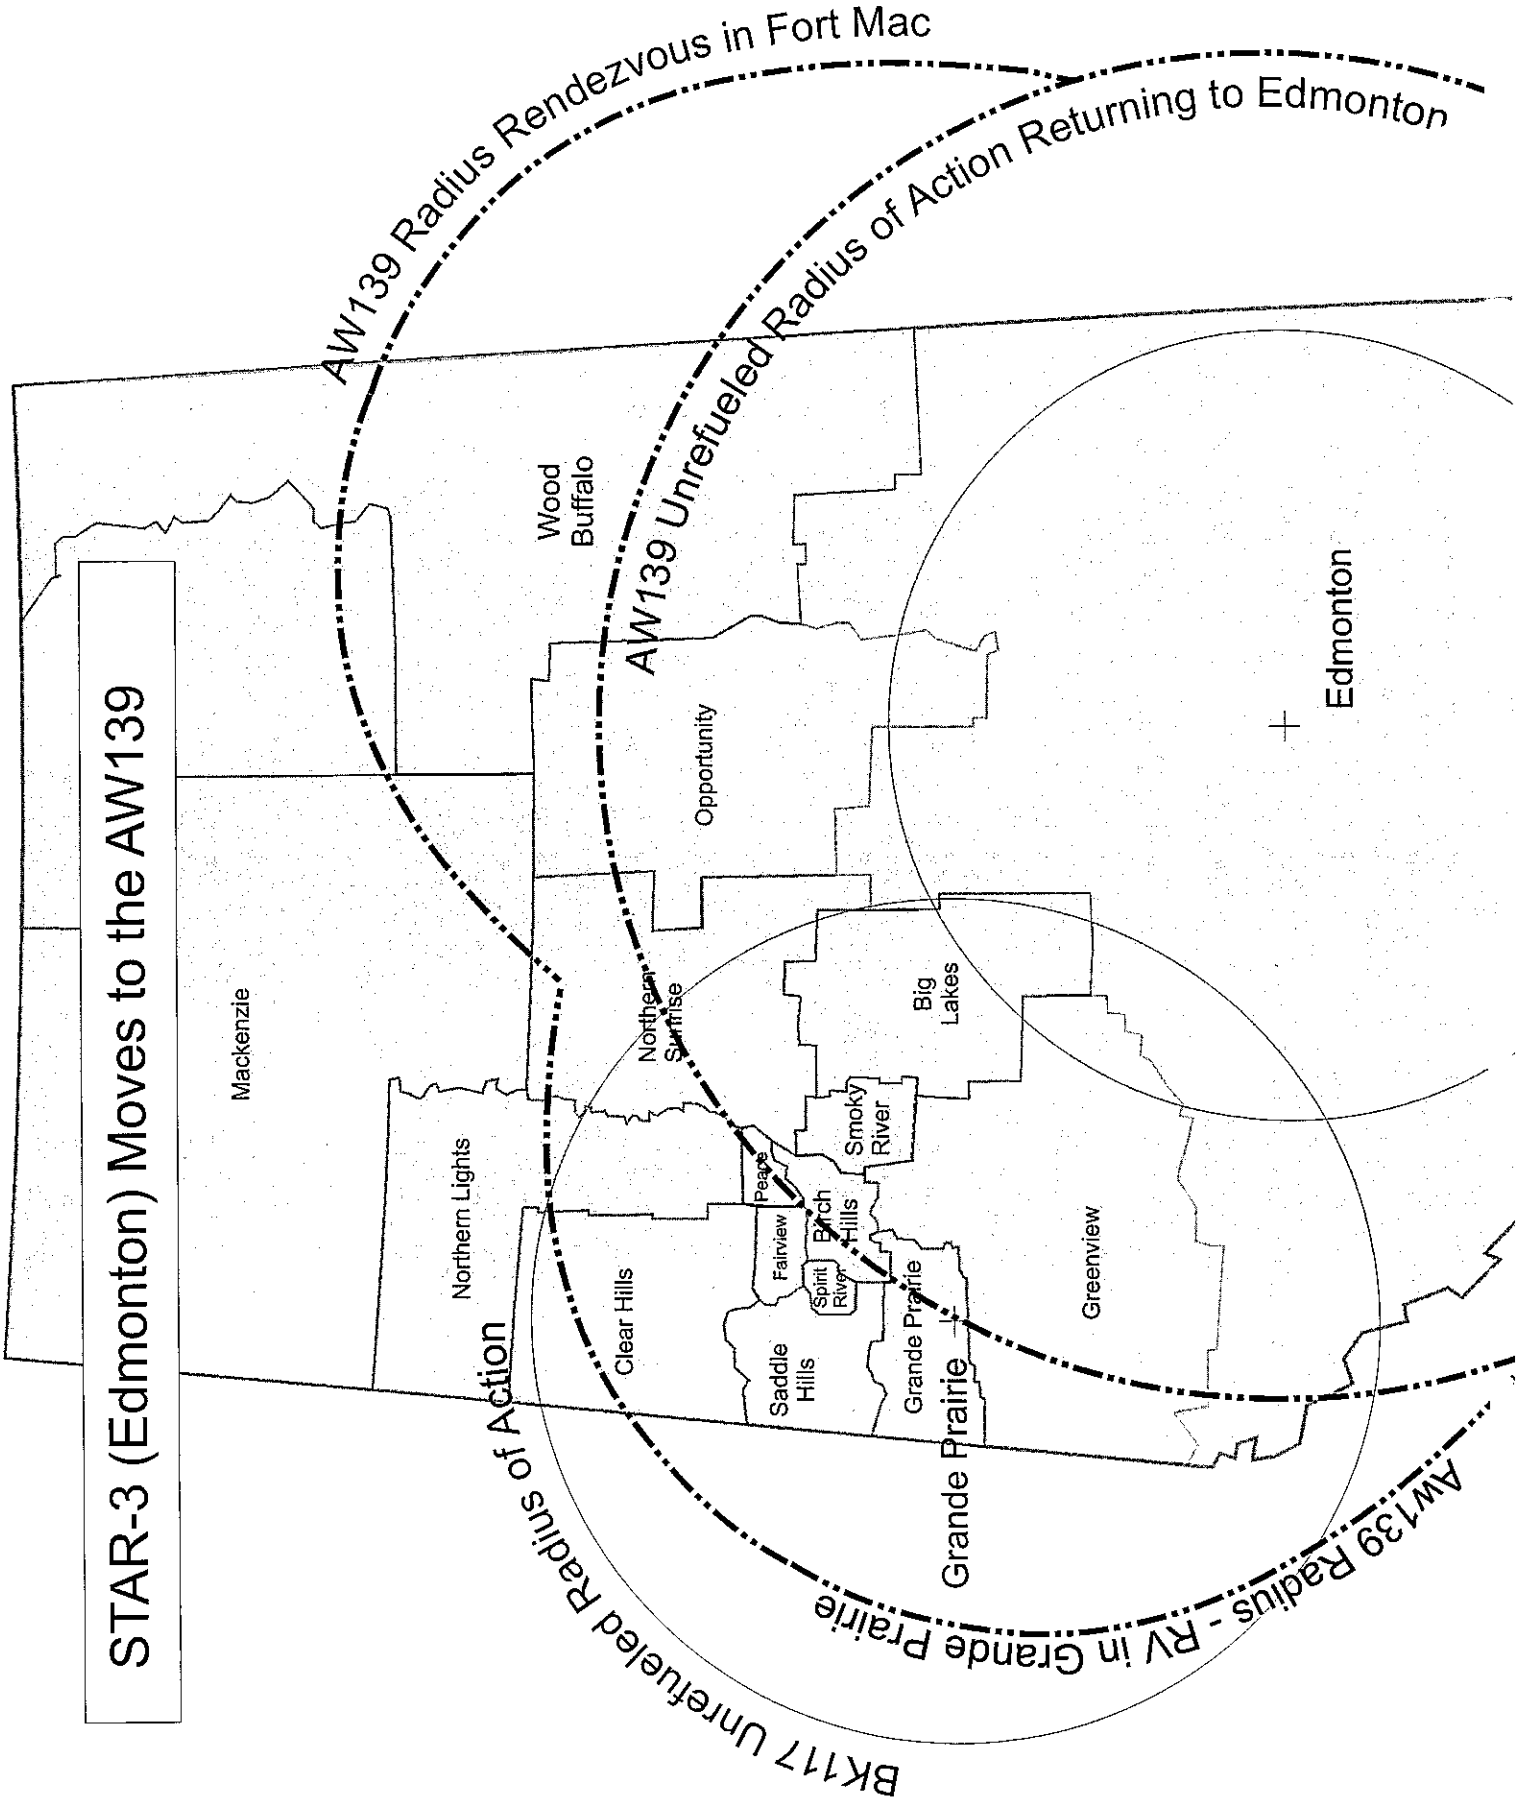 STAR-3 (Edmonton) Moves to the AW139
AW139 Radius Rendezvous in Fort Mac
AW139 Unrefueled Radius of Action Returning to Edmonton
BK117 Unrefueled Radius of Action
Aw139 Radius - RV in Grande Prairie
Mackenzie
Wood
Buffalo
Northern Lights
Opportunity
Northern
Sunrise
Clear Hills
Peace
Fairview
Birch
Hills
Spirit
River
Saddle
Hills
Smoky
River
Big
Lakes
Grande Prairie
Grande Prairie
Greenview
Edmonton